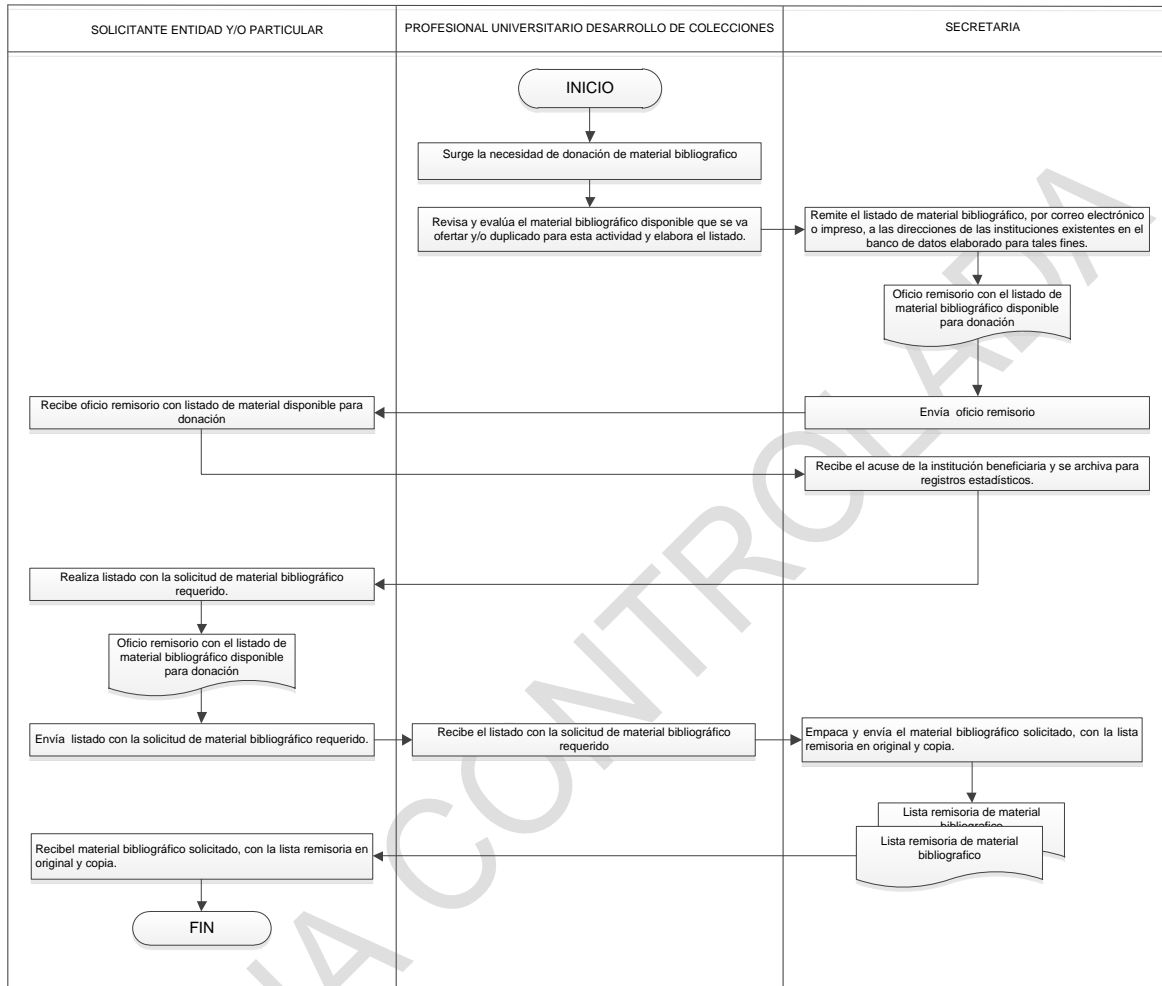 SOLICITANTE ENTIDAD Y/O PARTICULAR
PROFESIONAL UNIVERSITARIO DESARROLLO DE COLECCIONES
SECRETARIA
INICIO
Surge la necesidad de donación de material bibliografico
Revisa y evalúa el material bibliográfico disponible que se va
ofertar y/o duplicado para esta actividad y elabora el listado.
Remite el listado de material bibliográfico, por correo electrónico
o impreso, a las direcciones de las instituciones existentes en el
banco de datos elaborado para tales fines.
Oficio remisorio con el listado de
material bibliográfico disponible
para donación
Envía oficio remisorio
Recibe oficio remisorio con listado de material disponible para
donación
Recibe el acuse de la institución beneficiaria y se archiva para
registros estadísticos.
Realiza listado con la solicitud de material bibliográfico
requerido.
Oficio remisorio con el listado de
material bibliográfico disponible
para donación
Envía listado con la solicitud de material bibliográfico requerido.
Recibe el listado con la solicitud de material bibliográfico
requerido
Empaca y envía el material bibliográfico solicitado, con la lista
remisoria en original y copia.
Lista remisoria de material
bibliografico
Lista remisoria de material
bibliografico
Recibel material bibliográfico solicitado, con la lista remisoria en
original y copia.
FIN
CONTROLADA